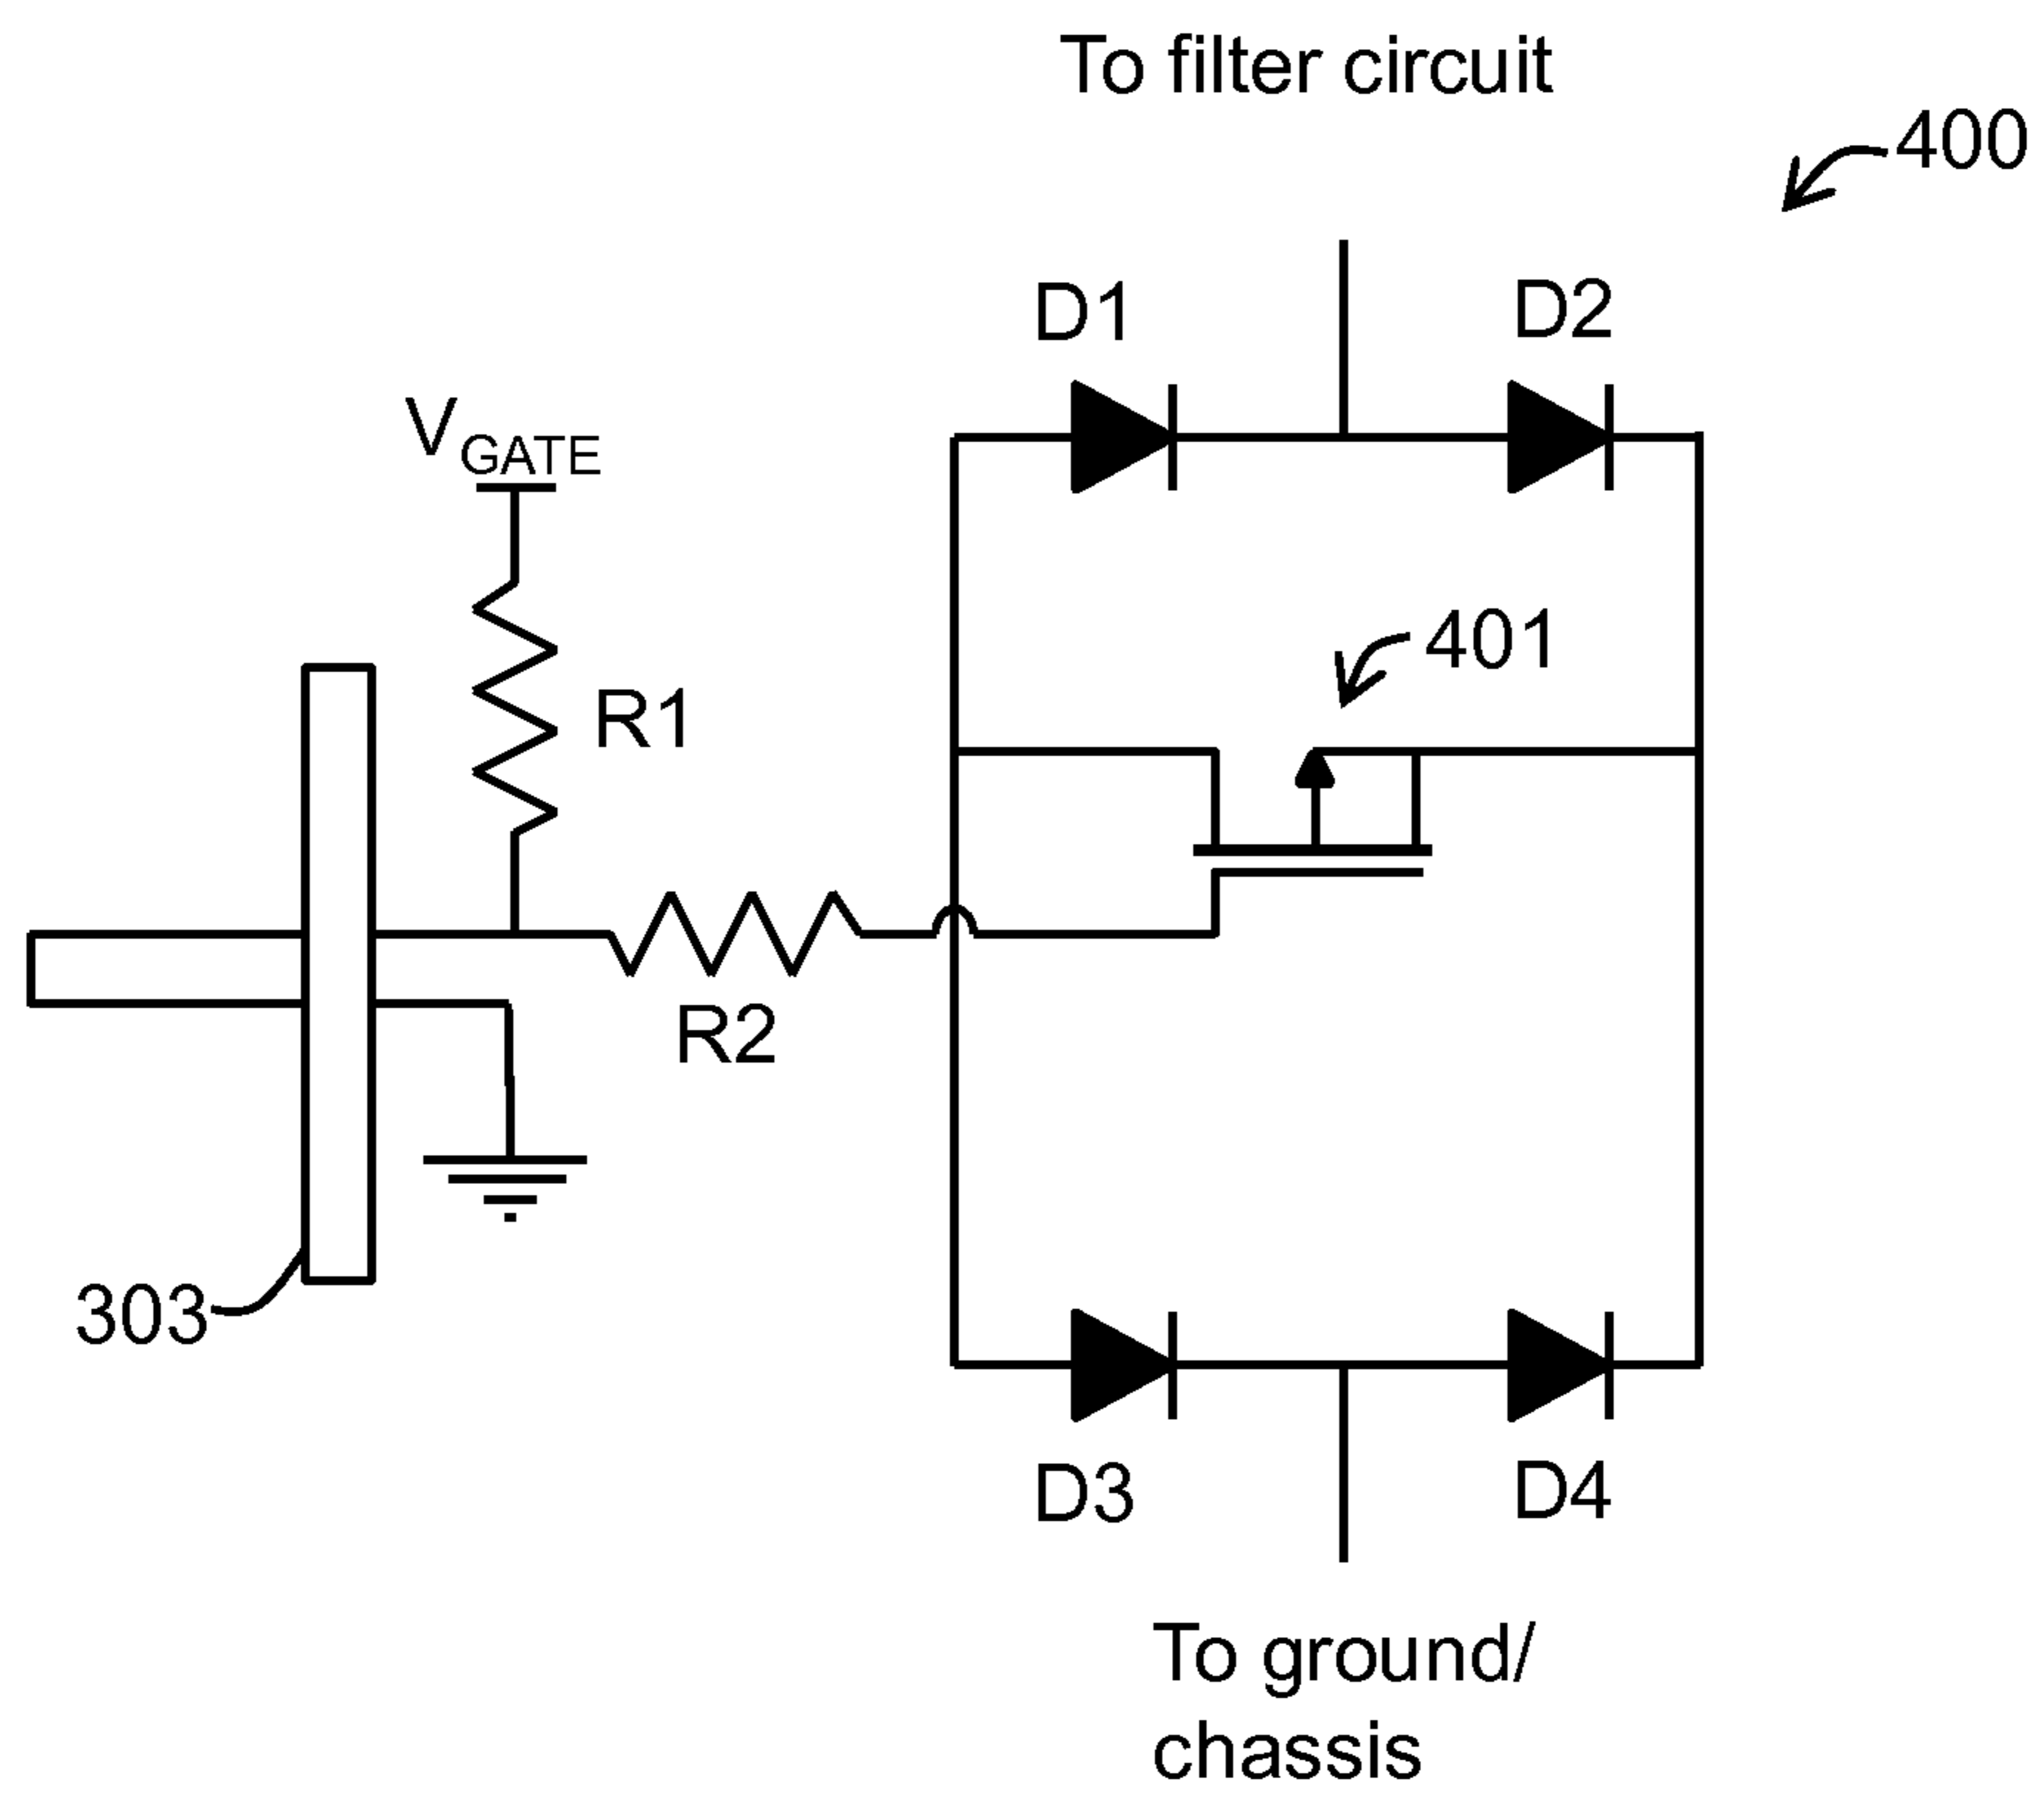 To filter circuit
400
D1
D2
VGATE
401
R1
R2
303
D3
D4
To ground/
chassis